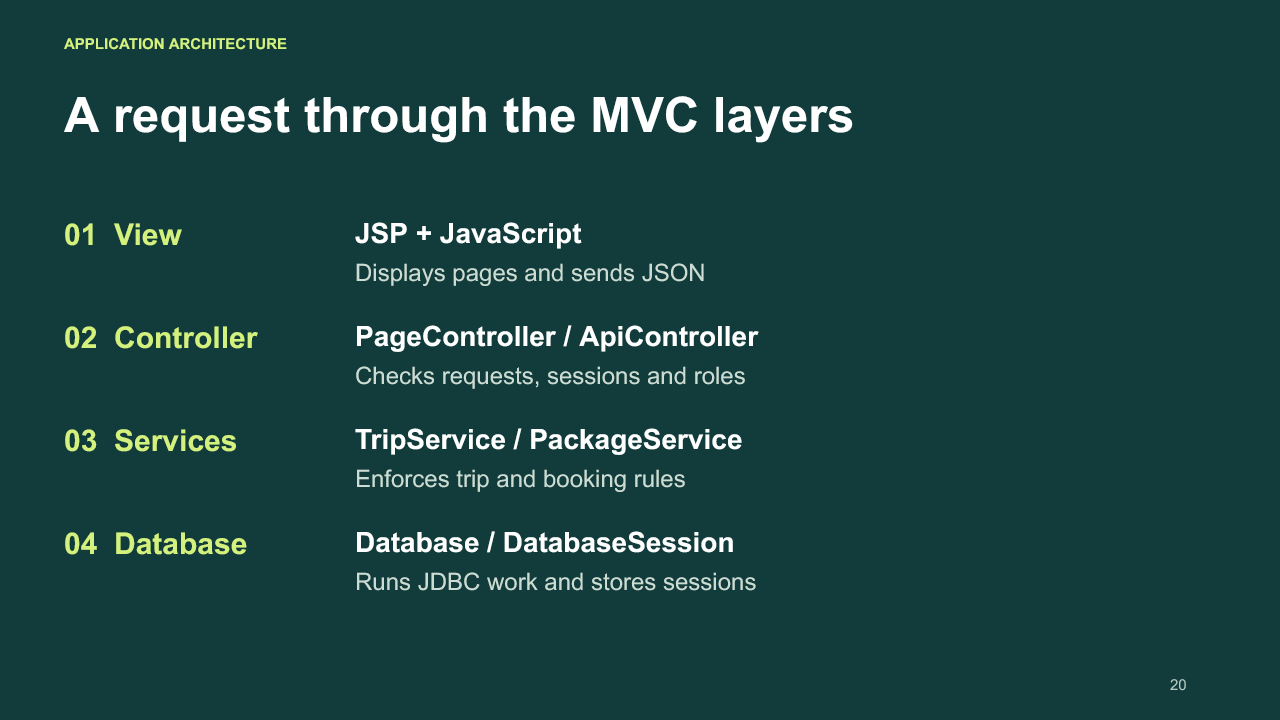 APPLICATION ARCHITECTURE
A request through the MVC layers
01 View
JSP + JavaScript
Displays pages and sends JSON
02 Controller
PageController / ApiController
Checks requests, sessions and roles
03 Services
TripService / PackageService
Enforces trip and booking rules
04 Database
Database / DatabaseSession
Runs JDBC work and stores sessions
20